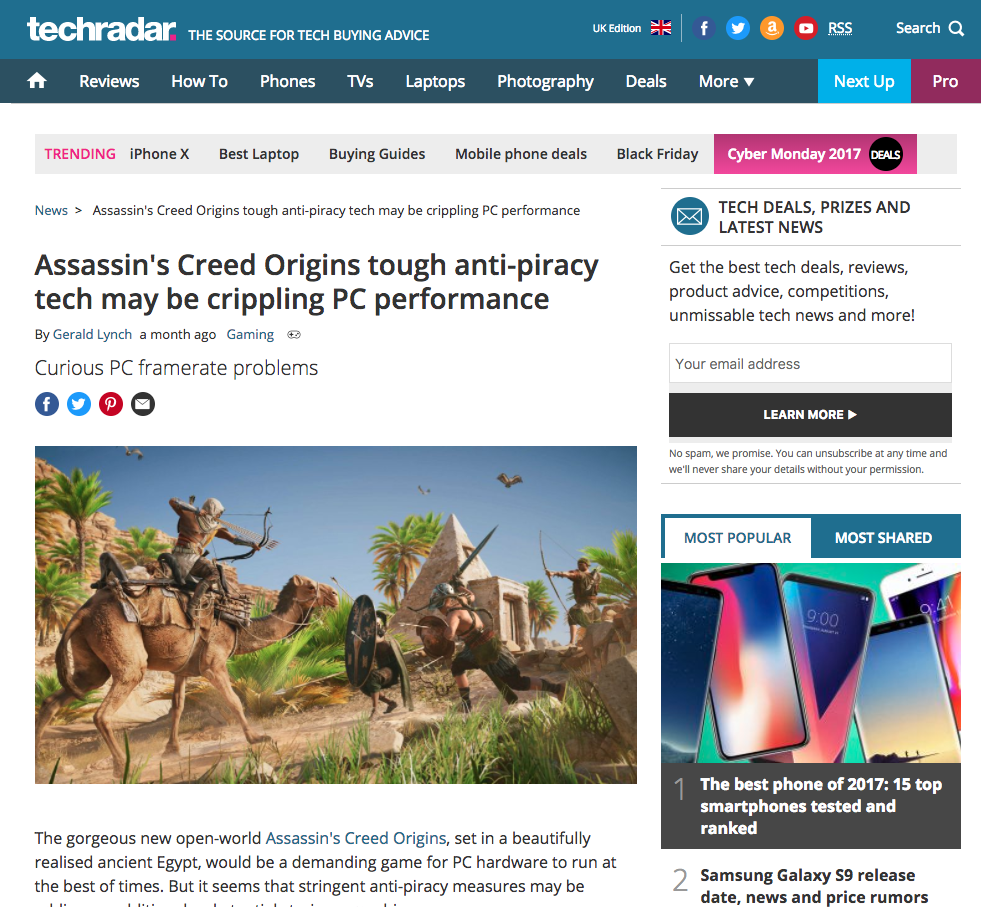 techradar. THE SOURCE FOR TECH BUYING ADVICE
UK Edition
RSS
Search
Reviews How To Phones TVs Laptops Photography Deals More Next Up Pro
TRENDING iPhone X Best Laptop Buying Guides Mobile phone deals Black Friday Cyber Monday 2017 DEALS
News > Assassin's Creed Origins tough anti-piracy tech may be crippling PC performance
Assassin's Creed Origins tough anti-piracy
tech may be crippling PC performance
By Gerald Lynch a month ago Gaming
Curious PC framerate problems
The gorgeous new open-world Assassin's Creed Origins, set in a beautifully
realised ancient Egypt, would be a demanding game for PC hardware to run at
the best of times. But it seems that stringent anti-piracy measures may be
TECH DEALS, PRIZES AND
LATEST NEWS
Get the best tech deals, reviews,
product advice, competitions,
unmissable tech news and more!
Your email address
LEARN MORE
No spam, we promise. You can unsubscribe at any time and
we'll never share your details without your permission.
MOST POPULAR MOST SHARED
9:00
9:41
1 The best phone of 2017: 15 top
smartphones tested and
ranked
2 Samsung Galaxy S9 release
date, news and price rumors